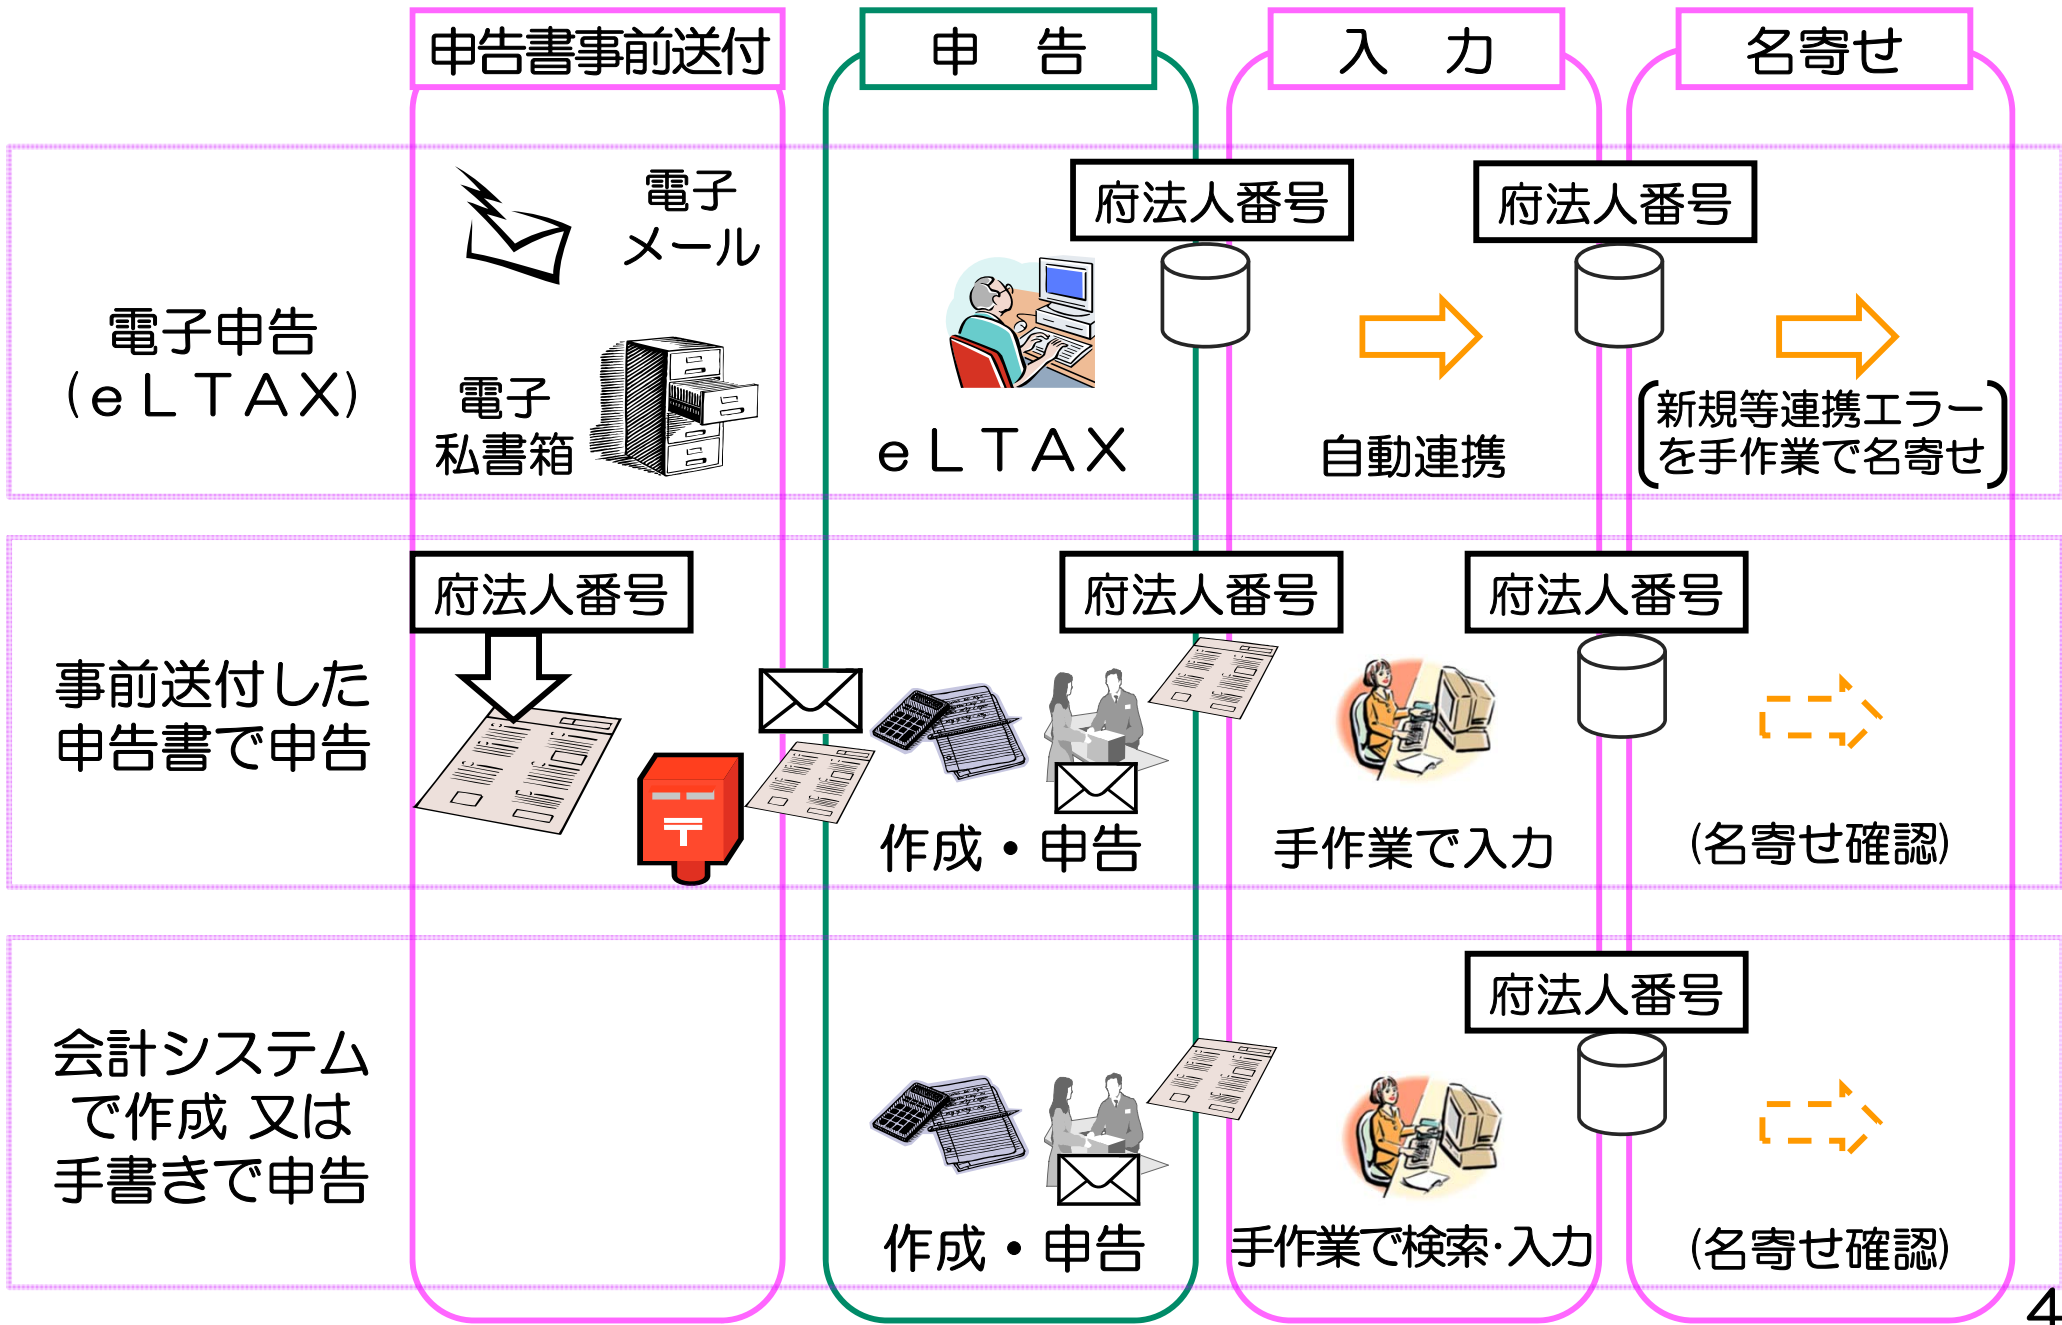 申告書事前送付
申　告
入　力
名寄せ
電子申告
(ｅＬＴＡＸ)
電子
メール
電子
私書箱
ｅＬＴＡＸ
府法人番号
自動連携
府法人番号
新規等連携エラー
を手作業で名寄せ
事前送付した
申告書で申告
府法人番号
〒
作成・申告
府法人番号
手作業で入力
府法人番号
(名寄せ確認)
会計システム
で作成 又は
手書きで申告
作成・申告
手作業で検索･入力
府法人番号
(名寄せ確認)
4